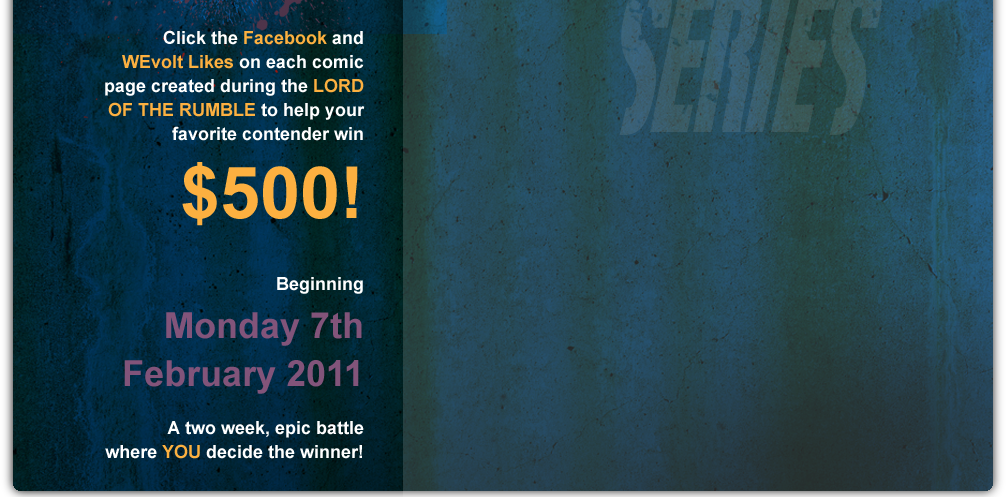 SERIES
Click the Facebook and
WEvolt Likes on each comic
page created during the LORD
OF THE RUMBLE to help your
favorite contender win
$500!
Beginning
Monday 7th
February 2011
A two week, epic battle
where YOU decide the winner!